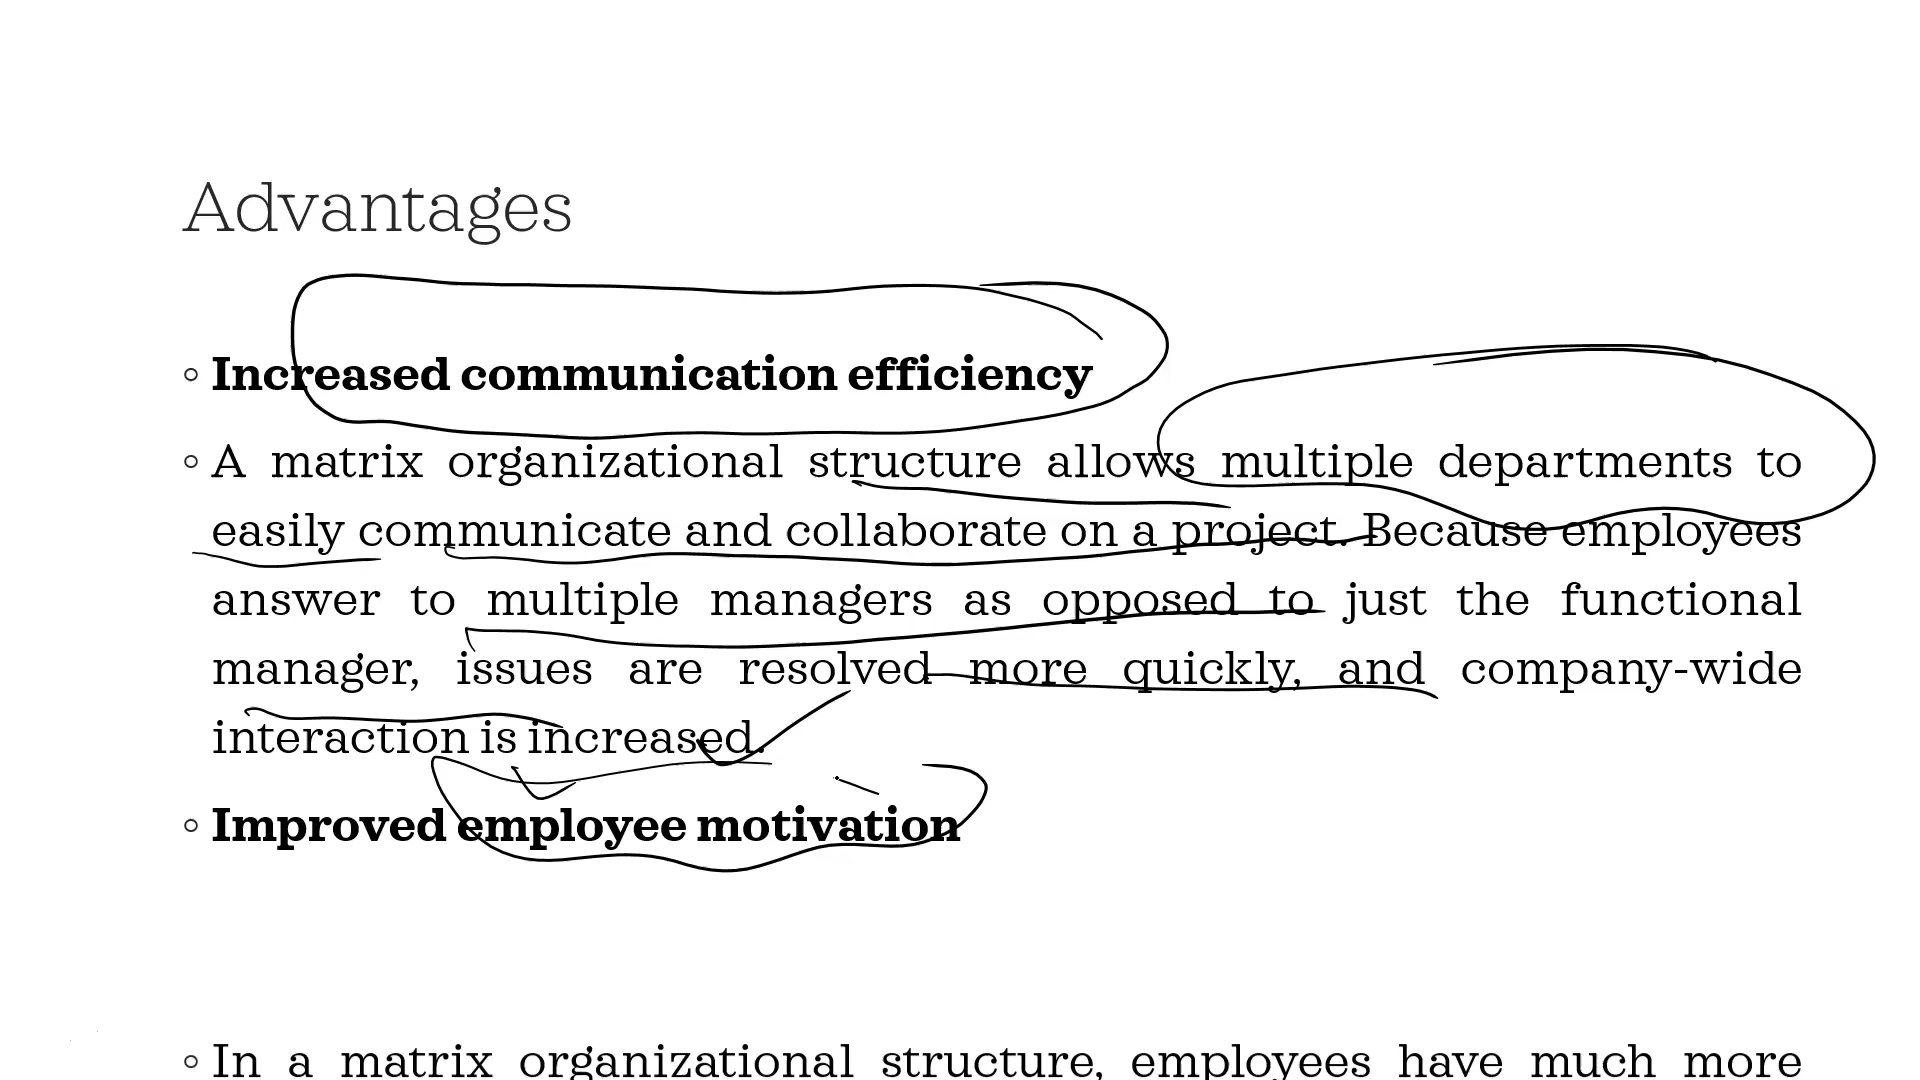 Advantages
◦ Increased communication efficiency
◦ A matrix organizational structure allows multiple departments to
easily communicate and collaborate on a project. Because employees
answer to multiple managers as opposed to just the functional
manager, issues are resolved more quickly, and company-wide
interaction is increased.
◦ Improved employee motivation
◦ In a matrix organizational structure, employees have much more